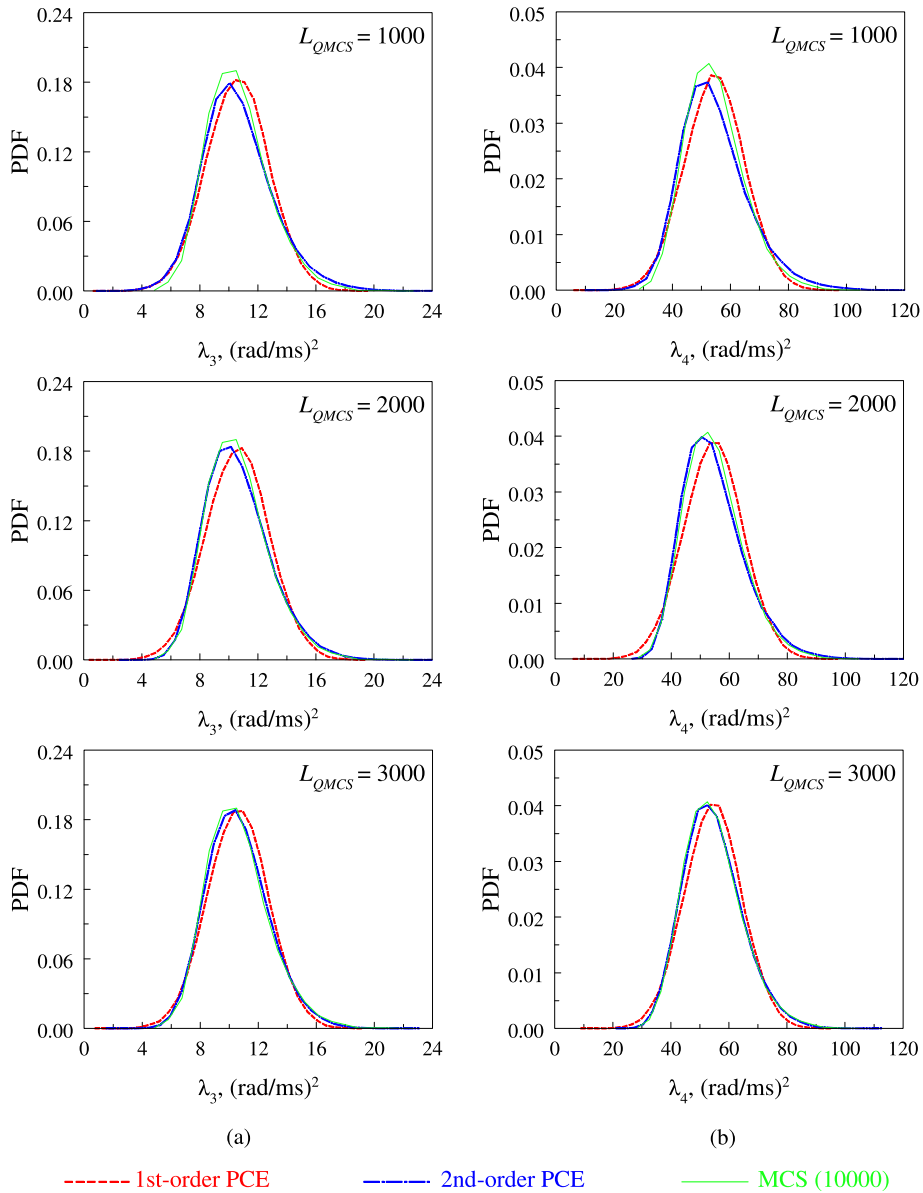 0.24
0.18
0.12
0.06
0.00
PDF
L_QMCS = 1000
0 4 8 12 16 20 24
λ₃, (rad/ms)²
0.05
0.04
0.03
0.02
0.01
0.00
PDF
L_QMCS = 1000
0 20 40 60 80 100 120
λ₄, (rad/ms)²
0.24
0.18
0.12
0.06
0.00
PDF
L_QMCS = 2000
0 4 8 12 16 20 24
λ₃, (rad/ms)²
0.05
0.04
0.03
0.02
0.01
0.00
PDF
L_QMCS = 2000
0 20 40 60 80 100 120
λ₄, (rad/ms)²
0.24
0.18
0.12
0.06
0.00
PDF
L_QMCS = 3000
0 4 8 12 16 20 24
λ₃, (rad/ms)²
0.05
0.04
0.03
0.02
0.01
0.00
PDF
L_QMCS = 3000
0 20 40 60 80 100 120
λ₄, (rad/ms)²
(a)
(b)
1st-order PCE
2nd-order PCE
MCS (10000)